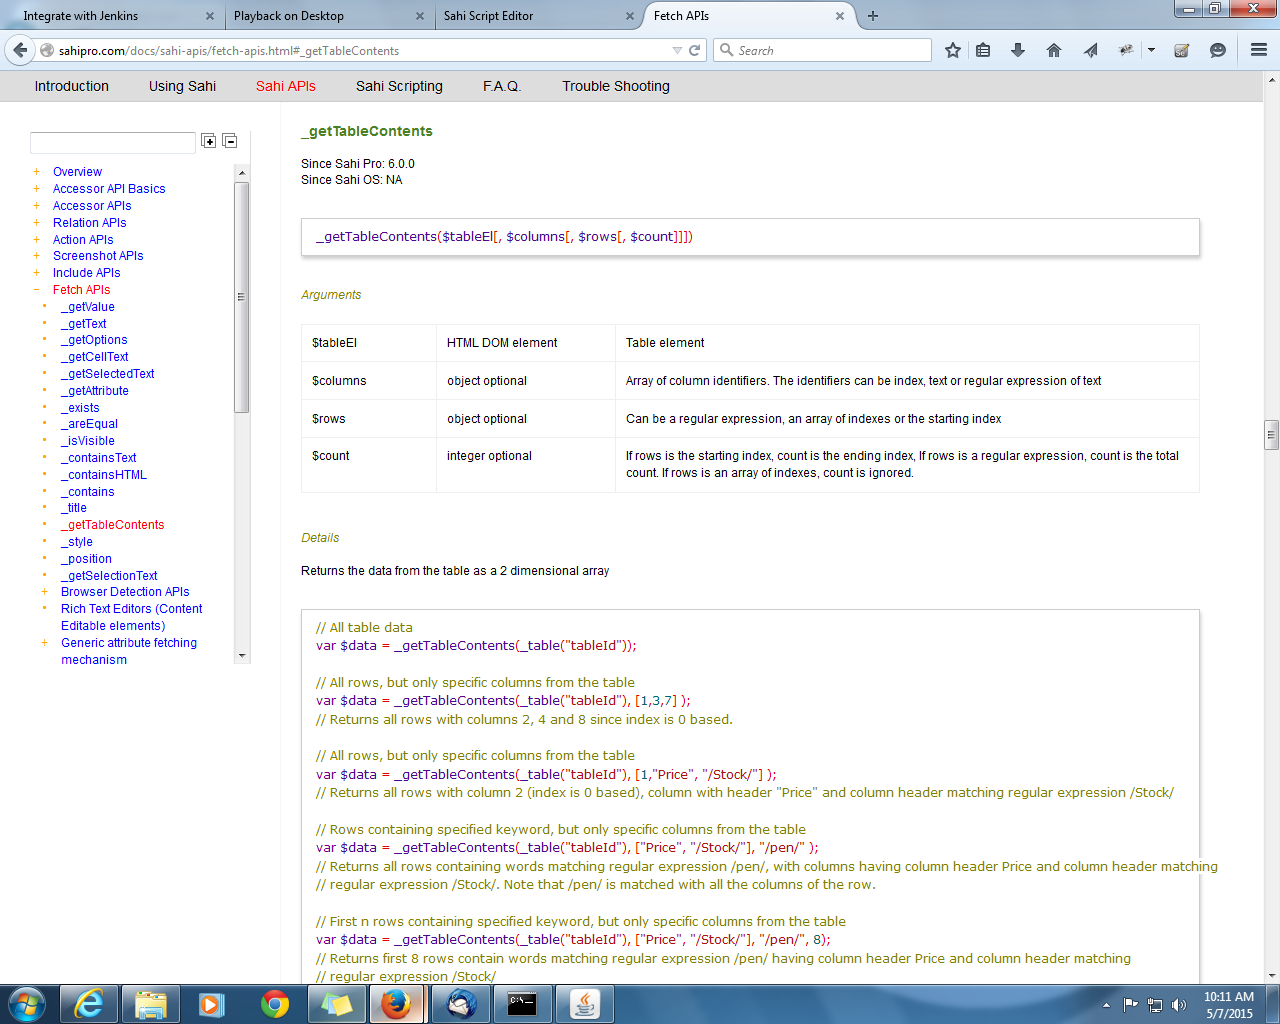 Integrate with Jenkins
Playback on Desktop
Sahi Script Editor
Fetch APIs
sahipro.com/docs/sahi-apis/fetch-apis.html#_getTableContents
Search
Introduction
Using Sahi
Sahi APIs
Sahi Scripting
F.A.Q.
Trouble Shooting
Overview
Accessor API Basics
Accessor APIs
Relation APIs
Action APIs
Screenshot APIs
Include APIs
Fetch APIs
_getValue
_getText
_getOptions
_getCellText
_getSelectedText
_getAttribute
_exists
_areEqual
_isVisible
_containsText
_containsHTML
_contains
_title
_getTableContents
_style
_position
_getSelectionText
Browser Detection APIs
Rich Text Editors (Content
Editable elements)
Generic attribute fetching
mechanism
_getTableContents
Since Sahi Pro: 6.0.0
Since Sahi OS: NA
_getTableContents($tableEl[, $columns[, $rows[, $count]]])
Arguments
$tableEl HTML DOM element Table element
$columns object optional Array of column identifiers. The identifiers can be index, text or regular expression of text
$rows object optional Can be a regular expression, an array of indexes or the starting index
$count integer optional If rows is the starting index, count is the ending index, If rows is a regular expression, count is the total
count. If rows is an array of indexes, count is ignored.
Details
Returns the data from the table as a 2 dimensional array
// All table data
var $data = _getTableContents(_table("tableId"));
// All rows, but only specific columns from the table
var $data = _getTableContents(_table("tableId"), [1,3,7] );
// Returns all rows with columns 2, 4 and 8 since index is 0 based.
// All rows, but only specific columns from the table
var $data = _getTableContents(_table("tableId"), [1,"Price", "/Stock/"] );
// Returns all rows with column 2 (index is 0 based), column with header "Price" and column header matching regular expression /Stock/
// Rows containing specified keyword, but only specific columns from the table
var $data = _getTableContents(_table("tableId"), ["Price", "/Stock/"], "/pen/" );
// Returns all rows containing words matching regular expression /pen/, with columns having column header Price and column header matching
// regular expression /Stock/. Note that /pen/ is matched with all the columns of the row.
// First n rows containing specified keyword, but only specific columns from the table
var $data = _getTableContents(_table("tableId"), ["Price", "/Stock/"], "/pen/", 8);
// Returns first 8 rows contain words matching regular expression /pen/ having column header Price and column header matching
// regular expression /Stock/
10:11 AM
5/7/2015